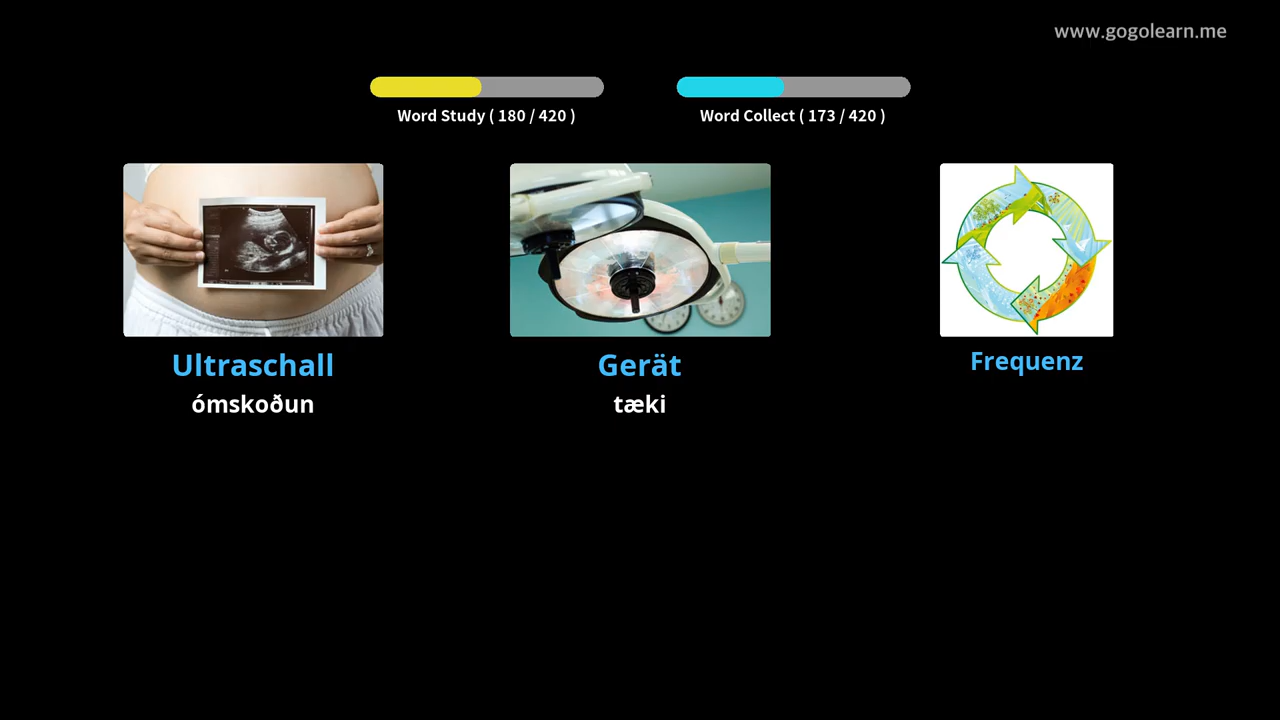 www.gogolearn.me
Word Study ( 180 / 420 )
Word Collect ( 173 / 420 )
Ultraschall
ómskoðun
Gerät
tæki
Frequenz